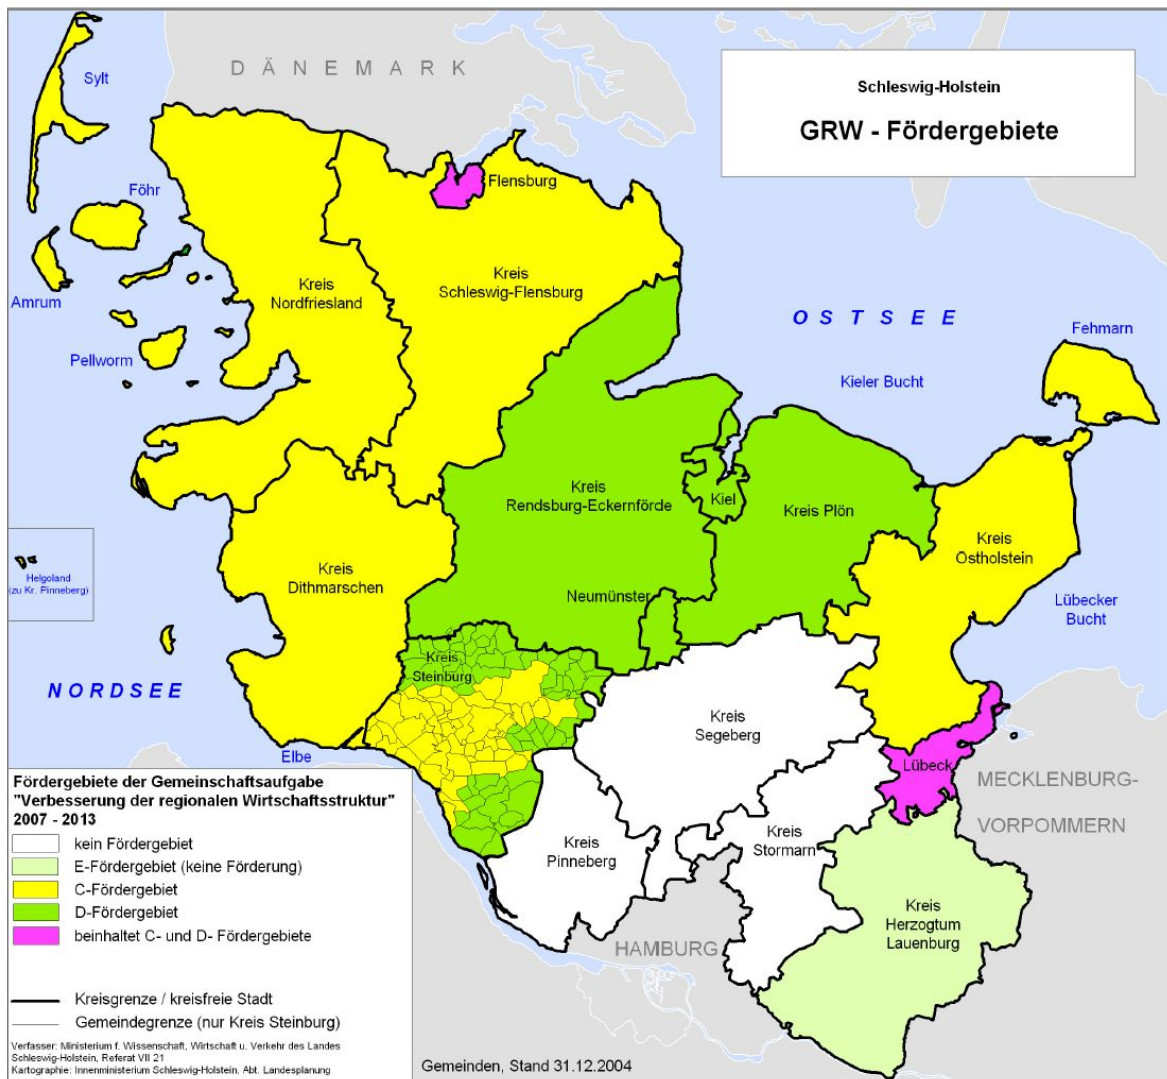 Schleswig-Holstein
GRW - Fördergebiete
DÄNEMARK
Sylt
Föhr
Flensburg
Kreis
Nordfriesland
Kreis
Schleswig-Flensburg
Amrum
Pellworm
OSTSEE
Fehmarn
Kieler Bucht
Kreis
Rendsburg-Eckernförde
Kiel
Kreis Plön
Kreis
Ostholstein
Helgoland
(zu Kr. Pinneberg)
Kreis
Dithmarschen
Neumünster
Lübecker
Bucht
Kreis
Steinburg
NORDSEE
Kreis
Segeberg
Elbe
Lübeck
MECKLENBURG-
VORPOMMERN
Kreis
Stormarn
Kreis
Pinneberg
Kreis
Herzogtum
Lauenburg
HAMBURG
Fördergebiete der Gemeinschaftsaufgabe
"Verbesserung der regionalen Wirtschaftsstruktur"
2007 - 2013
kein Fördergebiet
E-Fördergebiet (keine Förderung)
C-Fördergebiet
D-Fördergebiet
beinhaltet C- und D- Fördergebiete
Kreisgrenze / kreisfreie Stadt
Gemeindegrenze (nur Kreis Steinburg)
Verfasser: Ministerium f. Wissenschaft, Wirtschaft u. Verkehr des Landes
Schleswig-Holstein, Referat VII 21
Kartographie: Innenministerium Schleswig-Holstein, Abt. Landesplanung
Gemeinden, Stand 31.12.2004